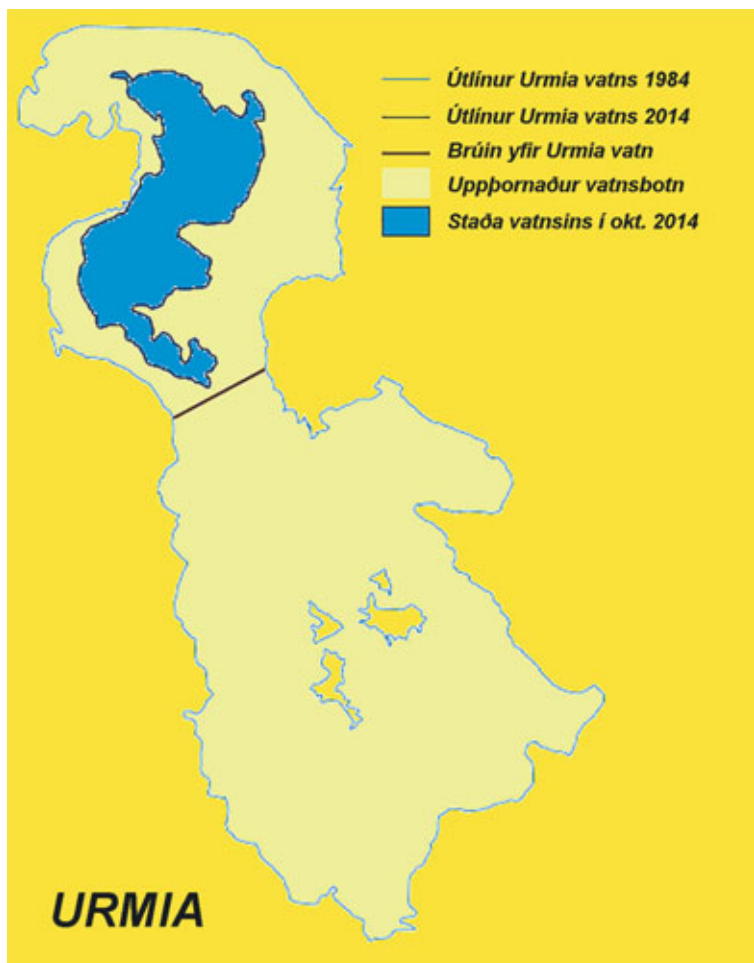 Útlínur Urmia vatns 1984
Útlínur Urmia vatns 2014
Brúin yfir Urmia vatn
Uppþornaður vatnsbotn
Staða vatnsins í okt. 2014
URMIA